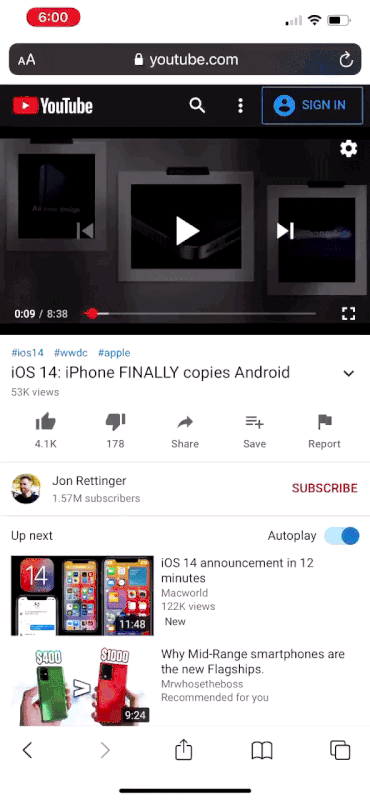 6:00
AA youtube.com
YouTube SIGN IN
All new design
0:09 / 8:38
#ios14 #wwdc #apple
iOS 14: iPhone FINALLY copies Android
53K views
4.1K 178 Share Save Report
Jon Rettinger
1.57M subscribers
SUBSCRIBE
Up next Autoplay
14
11:48
iOS 14 announcement in 12
minutes
Macworld
122K views
New
$400 > $1000
9:24
Why Mid-Range smartphones are
the new Flagships.
Mrwhosetheboss
Recommended for you